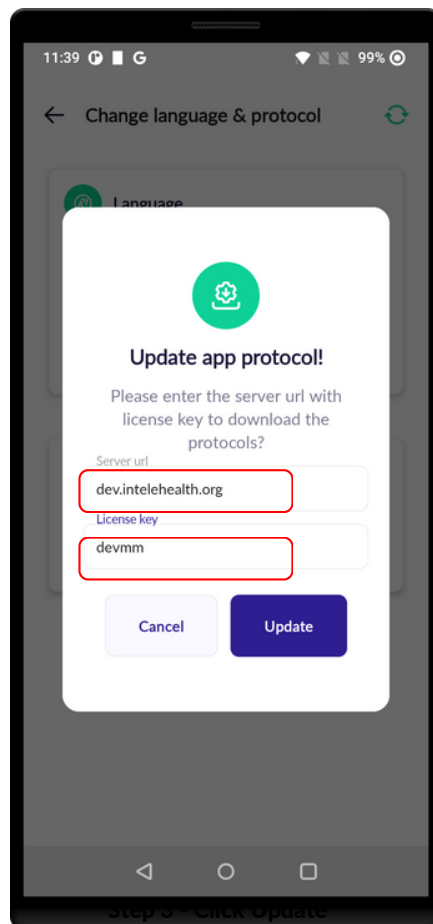 11:39 G 99%
Change language & protocol
Language
Update app protocol!
Please enter the server url with
license key to download the
protocols?
Server url
dev.intelehealth.org
License key
devmm
Cancel Update
Step 3 - Click Update